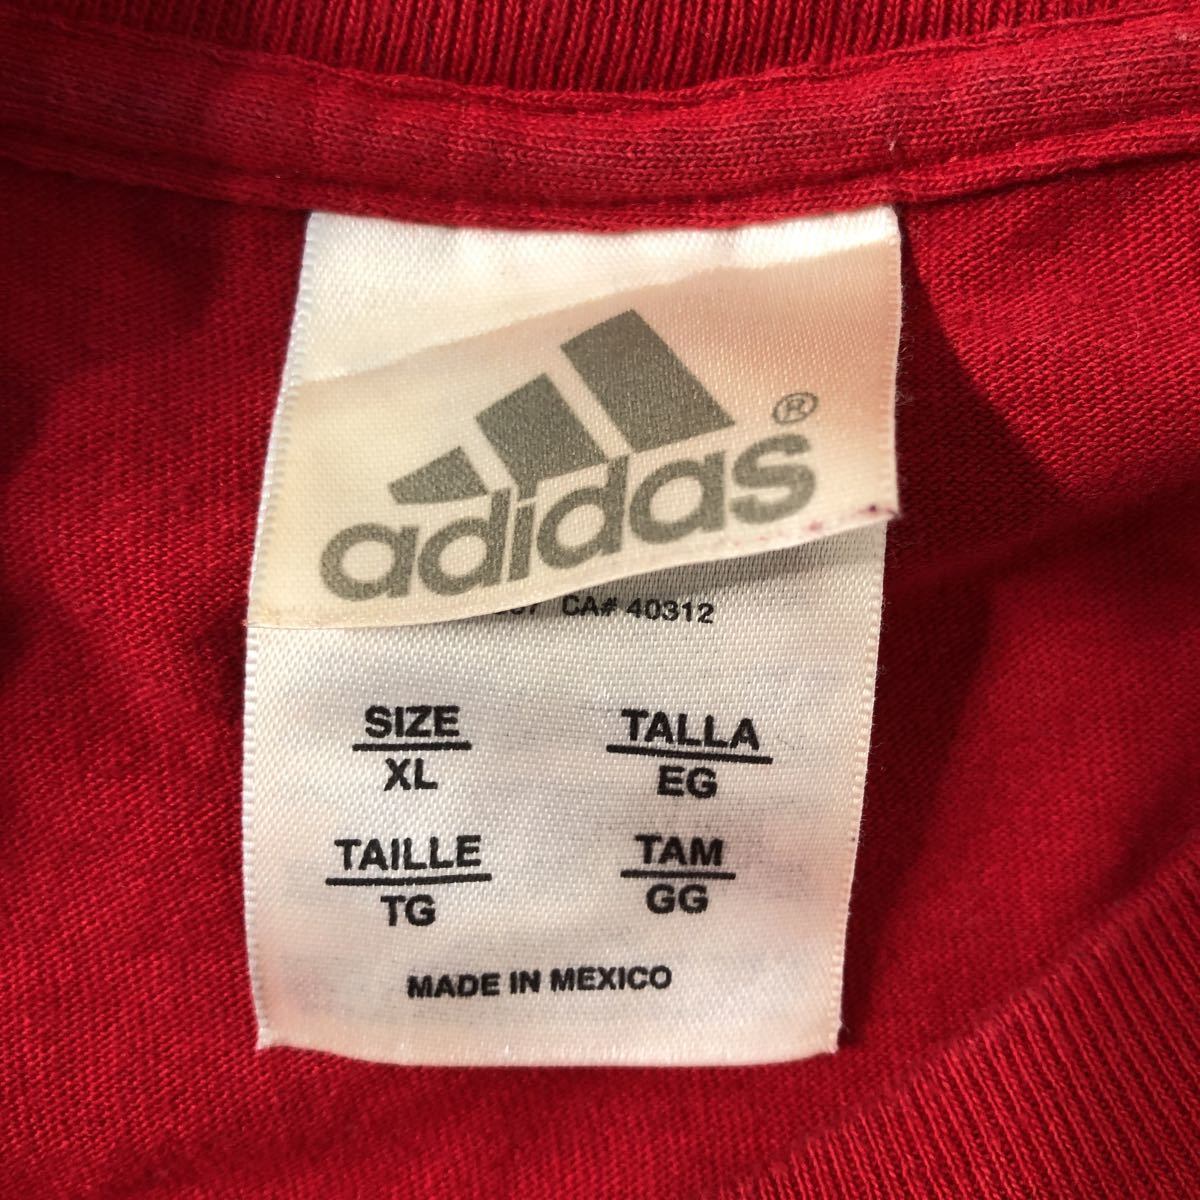 adidas®
CA# 40312
SIZE TALLA
XL EG
TAILLE TAM
TG GG
MADE IN MEXICO